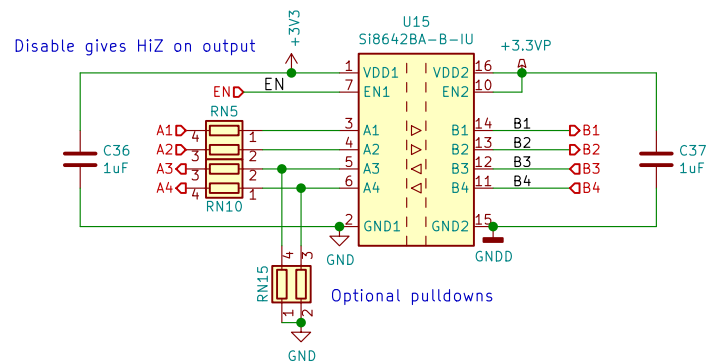 U15
Si8642BA-B-IU
Disable gives HiZ on output
+3V3
+3.3VP
1 VDD1 VDD2 16
EN EN 7 EN1 EN2 10
RN5
A1 4 1 3 A1 B1 14 B1 B1
A2 3 2 4 A2 B2 13 B2 B2
A3 3 2 5 A3 B3 12 B3 B3
A4 4 1 6 A4 B4 11 B4 B4
RN10
C36
1uF
C37
1uF
2 GND1 GND2 15
GND
GNDD
4 3
RN15
1 2
Optional pulldowns
GND